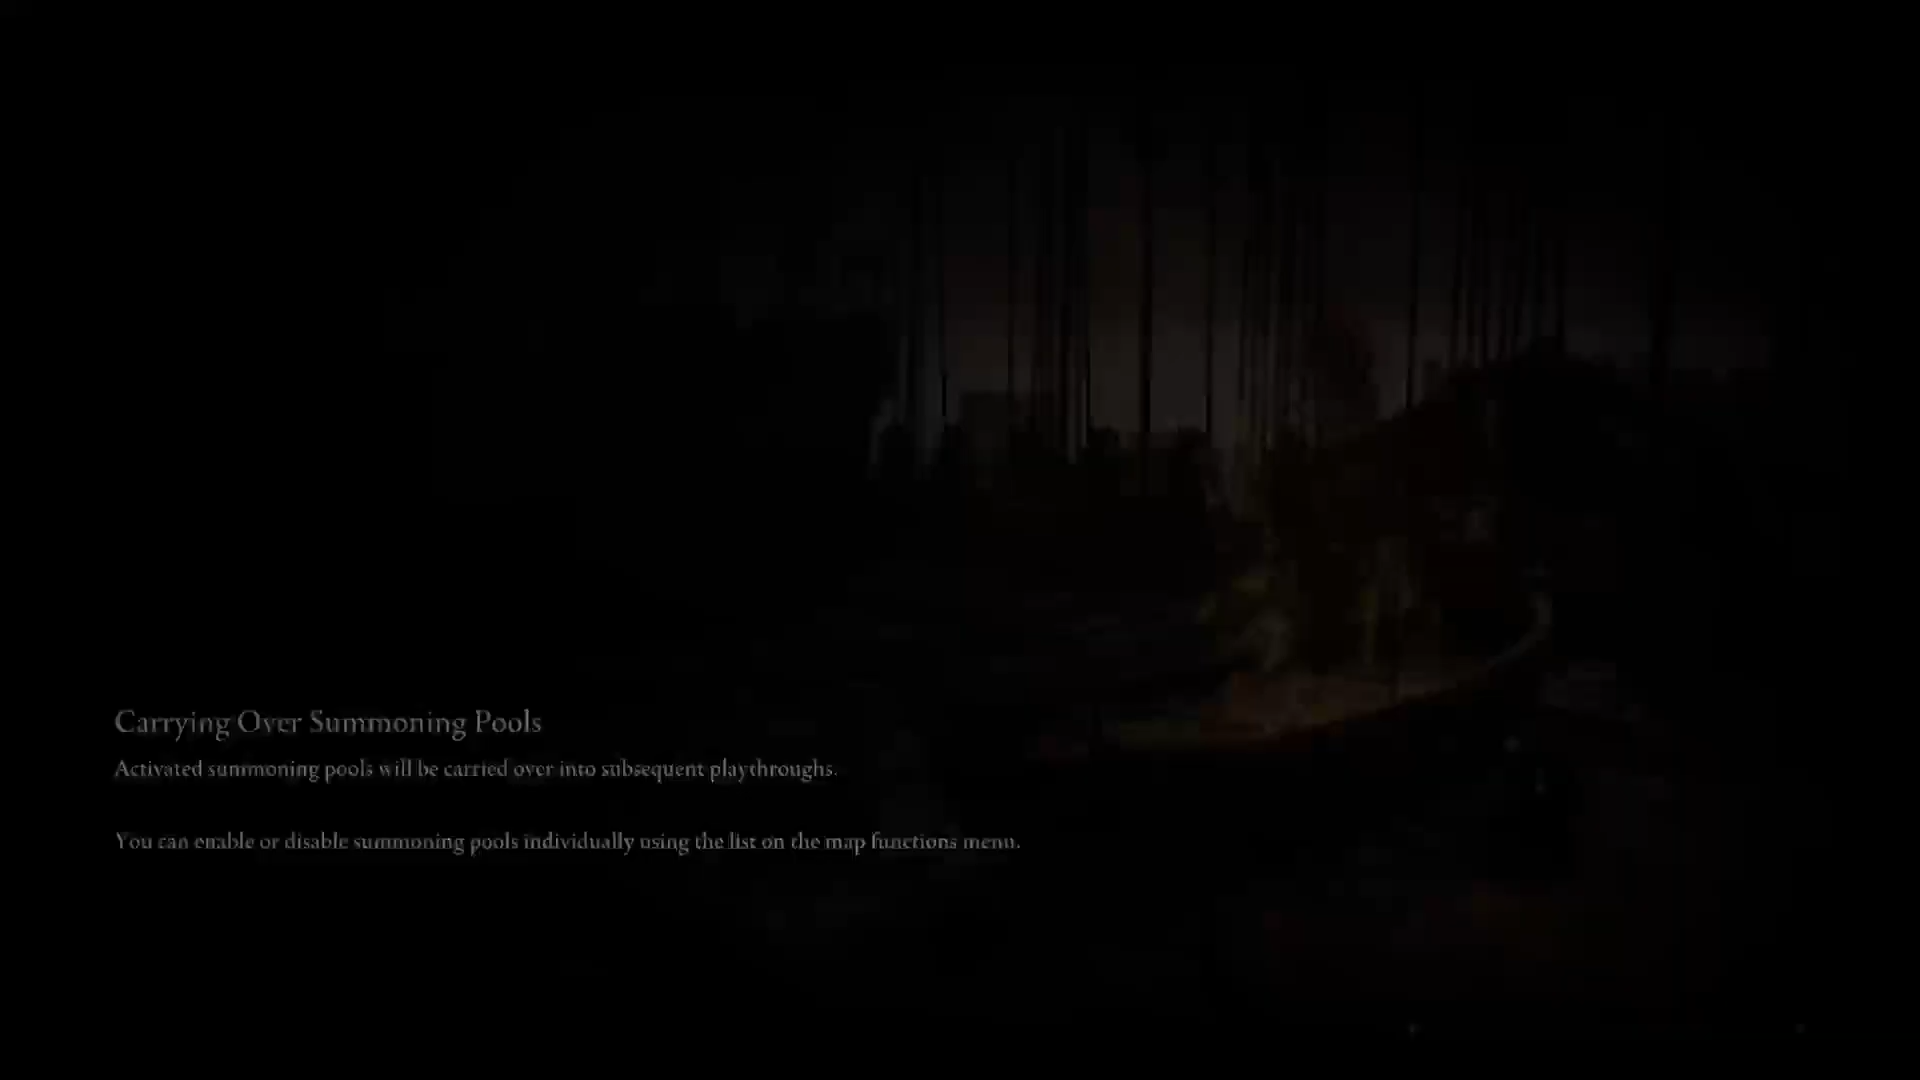 Carrying Over Summoning Pools
Activated summoning pools will be carried over into subsequent playthroughs.
You can enable or disable summoning pools individually using the list on the map functions menu.